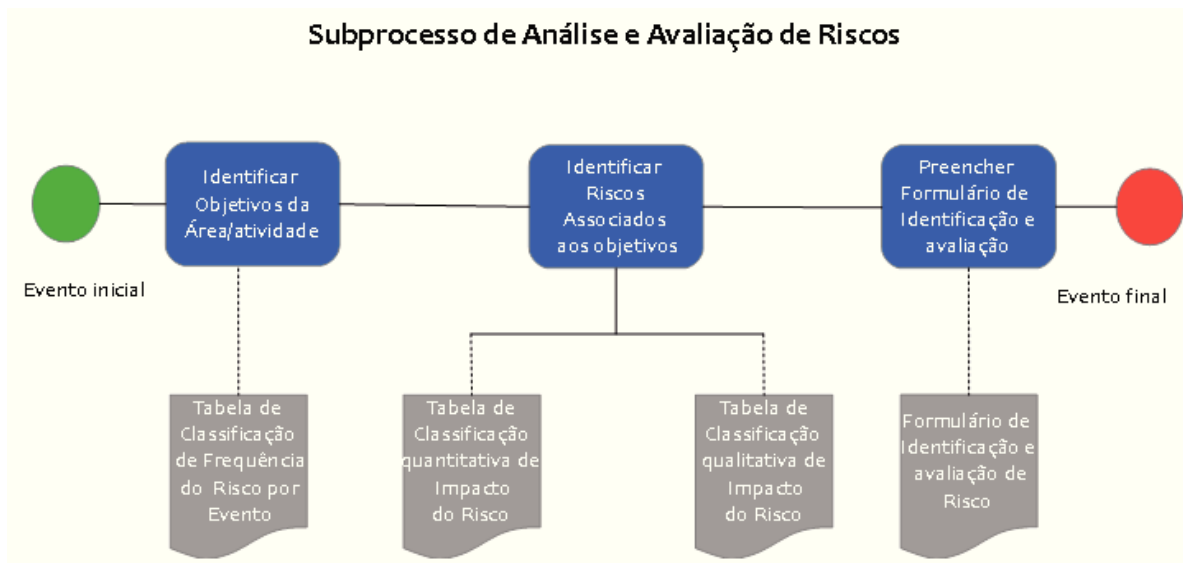 Subprocesso de Análise e Avaliação de Riscos
Evento inicial
Identificar
Objetivos da
Área/atividade
Identificar
Riscos
Associados
aos objetivos
Preencher
Formulário de
Identificação e
avaliação
Evento final
Tabela de
Classificação
de Frequência
do Risco por
Evento
Tabela de
Classificação
quantitativa de
Impacto
do Risco
Tabela de
Classificação
qualitativa de
Impacto
do Risco
Formulário de
Identificação e
avaliação de
Risco